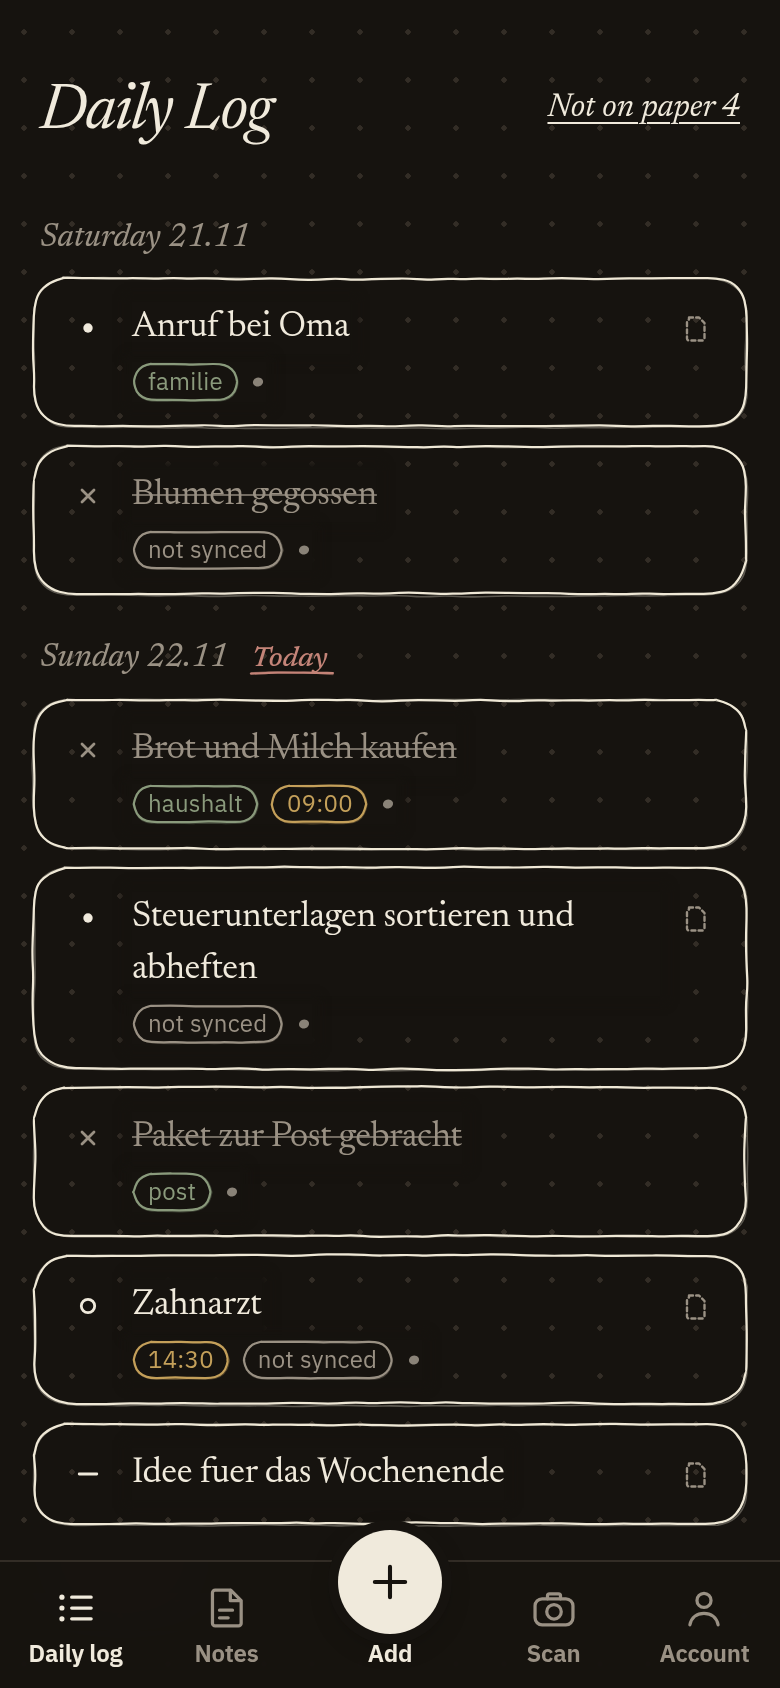 Daily Log
Not on paper 4
Saturday 21.11
Anruf bei Oma
familie
Blumen gegossen
not synced
Sunday 22.11 Today
Brot und Milch kaufen
haushalt 09:00
Steuerunterlagen sortieren und
abheften
not synced
Paket zur Post gebracht
post
Zahnarzt
14:30 not synced
Idee fuer das Wochenende
Daily log Notes Add Scan Account